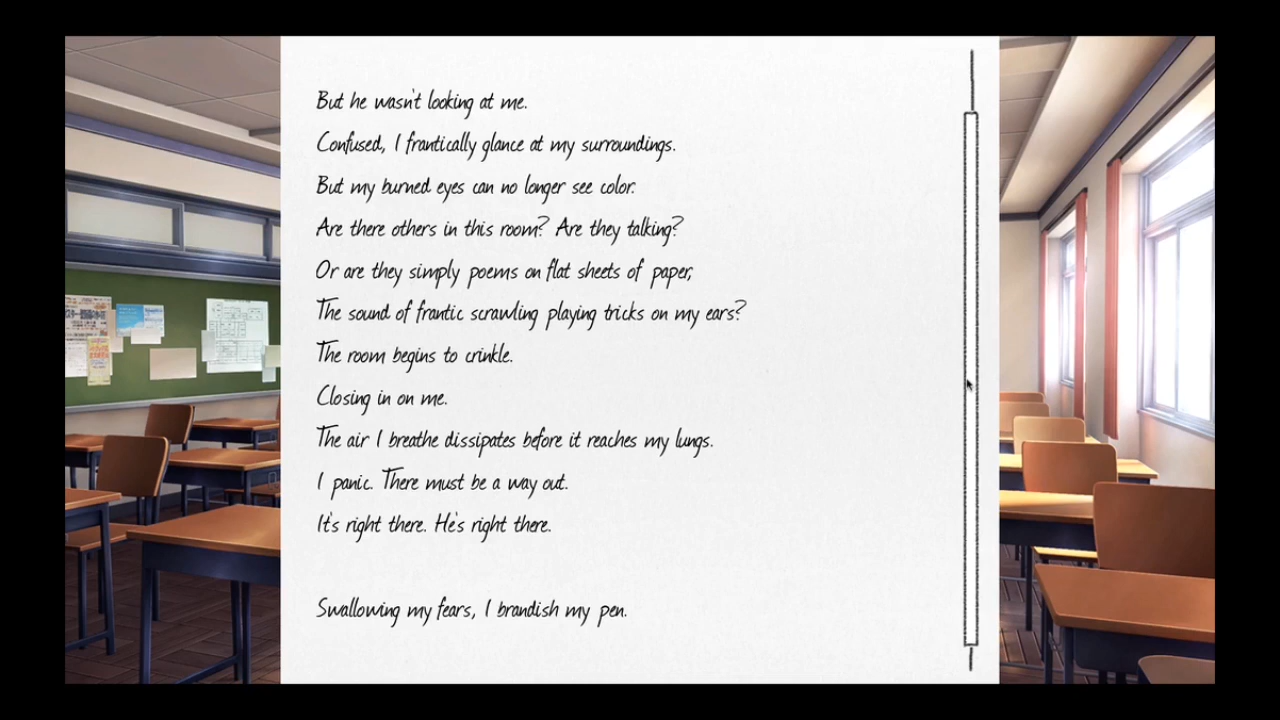 But he wasn't looking at me.
Confused, I frantically glance at my surroundings.
But my burned eyes can no longer see color.
Are there others in this room? Are they talking?
Or are they simply poems on flat sheets of paper,
The sound of frantic scrawling playing tricks on my ears?
The room begins to crinkle.
Closing in on me.
The air I breathe dissipates before it reaches my lungs.
I panic. There must be a way out.
It's right there. He's right there.
Swallowing my fears, I brandish my pen.